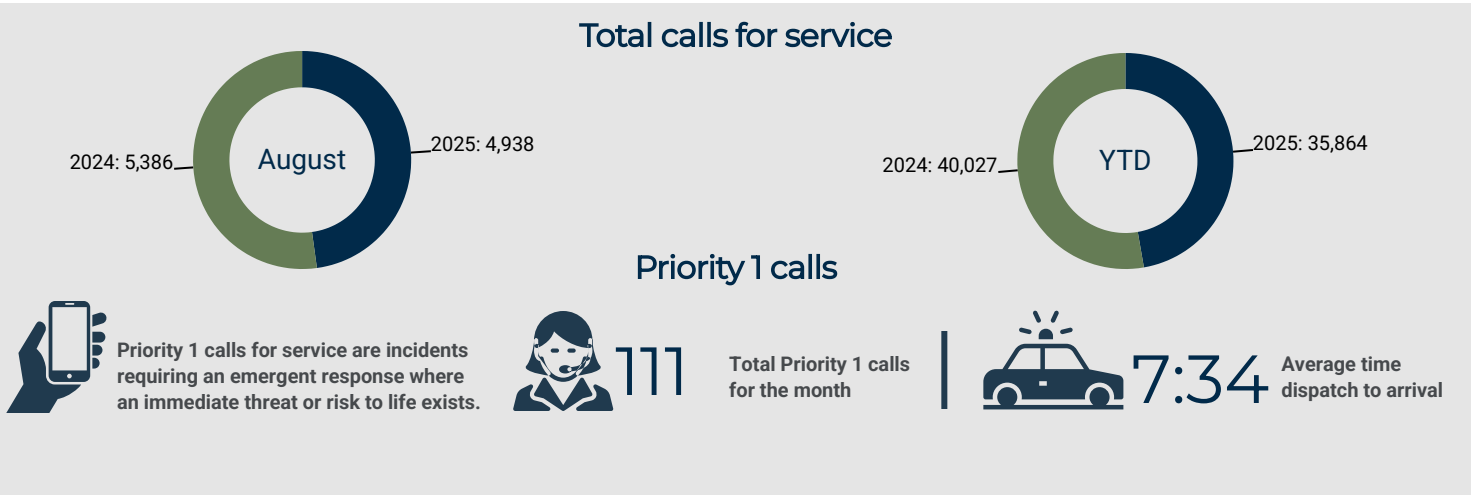 Total calls for service
2024: 5,386
August
2025: 4,938
2024: 40,027
YTD
2025: 35,864
Priority 1 calls
Priority 1 calls for service are incidents
requiring an emergent response where
an immediate threat or risk to life exists.
111
Total Priority 1 calls
for the month
7:34
Average time
dispatch to arrival